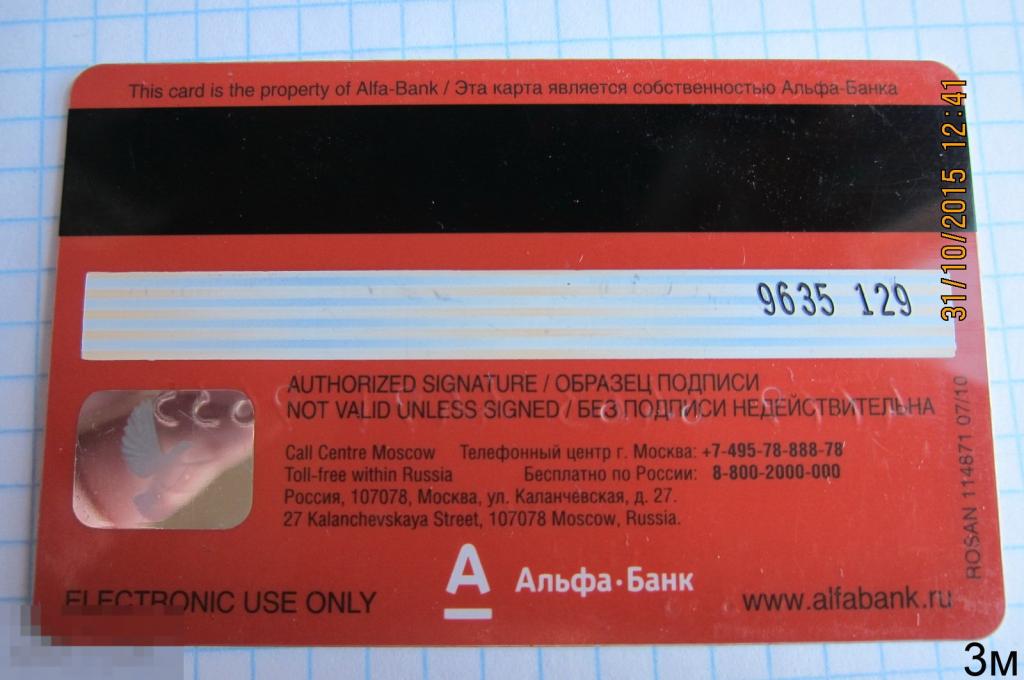 This card is the property of Alfa-Bank / Эта карта является собственностью Альфа-Банка
31/10/2015 12:41
9635 129
AUTHORIZED SIGNATURE / ОБРАЗЕЦ ПОДПИСИ
NOT VALID UNLESS SIGNED / БЕЗ ПОДПИСИ НЕДЕЙСТВИТЕЛЬНА
Call Centre Moscow Телефонный центр г. Москва: +7-495-78-888-78
Toll-free within Russia Бесплатно по России: 8-800-2000-000
Россия, 107078, Москва, ул. Каланчёвская, д. 27.
27 Kalanchevskaya Street, 107078 Moscow, Russia.
ROSAN 114871 07/10
А Альфа·Банк
ELECTRONIC USE ONLY
www.alfabank.ru
3м